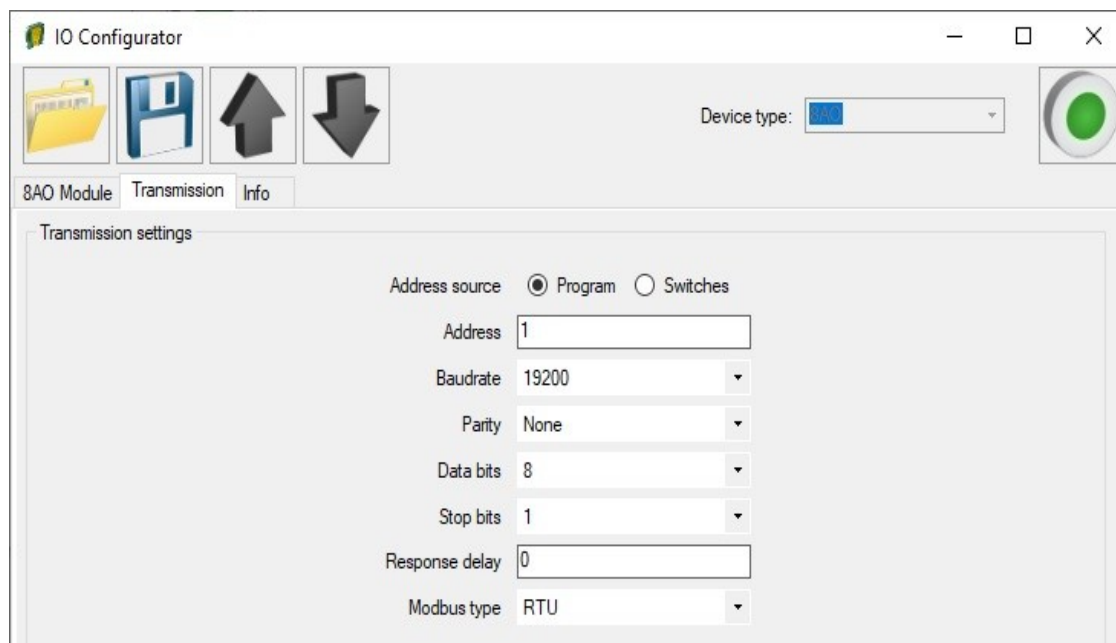 IO Configurator
Device type: 8AO
8AO Module Transmission Info
Transmission settings
Address source Program Switches
Address 1
Baudrate 19200
Parity None
Data bits 8
Stop bits 1
Response delay 0
Modbus type RTU